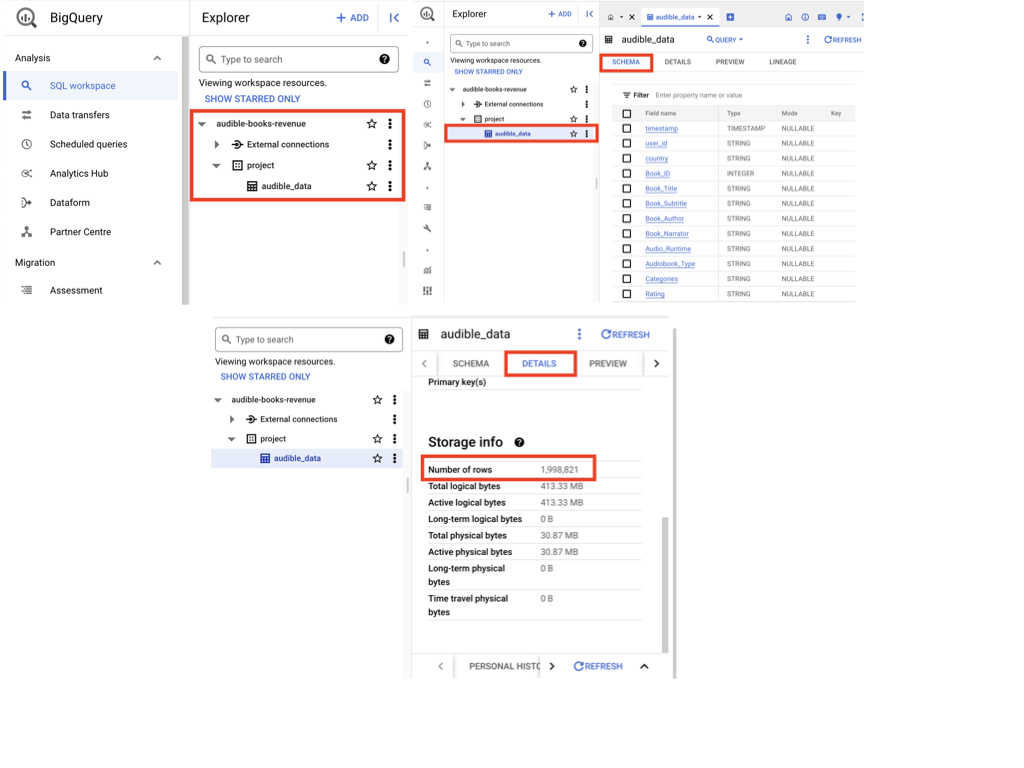 BigQuery
Analysis
SQL workspace
Data transfers
Scheduled queries
Analytics Hub
Dataform
Partner Centre
Migration
Assessment
Explorer
+ ADD
Type to search
Viewing workspace resources.
SHOW STARRED ONLY
audible-books-revenue
External connections
project
audible_data
Explorer
+ ADD
Type to search
Viewing workspace resources.
SHOW STARRED ONLY
audible-books-revenue
External connections
project
audible_data
audible_data
audible_data
QUERY
REFRESH
SCHEMA DETAILS PREVIEW LINEAGE
Filter Enter property name or value
Field name Type Mode Key
timestamp TIMESTAMP NULLABLE
user_id STRING NULLABLE
country STRING NULLABLE
Book_ID INTEGER NULLABLE
Book_Title STRING NULLABLE
Book_Subtitle STRING NULLABLE
Book_Author STRING NULLABLE
Book_Narrator STRING NULLABLE
Audio_Runtime STRING NULLABLE
Audiobook_Type STRING NULLABLE
Categories STRING NULLABLE
Rating STRING NULLABLE
Type to search
Viewing workspace resources.
SHOW STARRED ONLY
audible-books-revenue
External connections
project
audible_data
audible_data
REFRESH
SCHEMA DETAILS PREVIEW
Primary key(s)
Storage info
Number of rows 1,998,821
Total logical bytes 413.33 MB
Active logical bytes 413.33 MB
Long-term logical bytes 0 B
Total physical bytes 30.87 MB
Active physical bytes 30.87 MB
Long-term physical 0 B
bytes
Time travel physical 0 B
bytes
PERSONAL HISTO
REFRESH